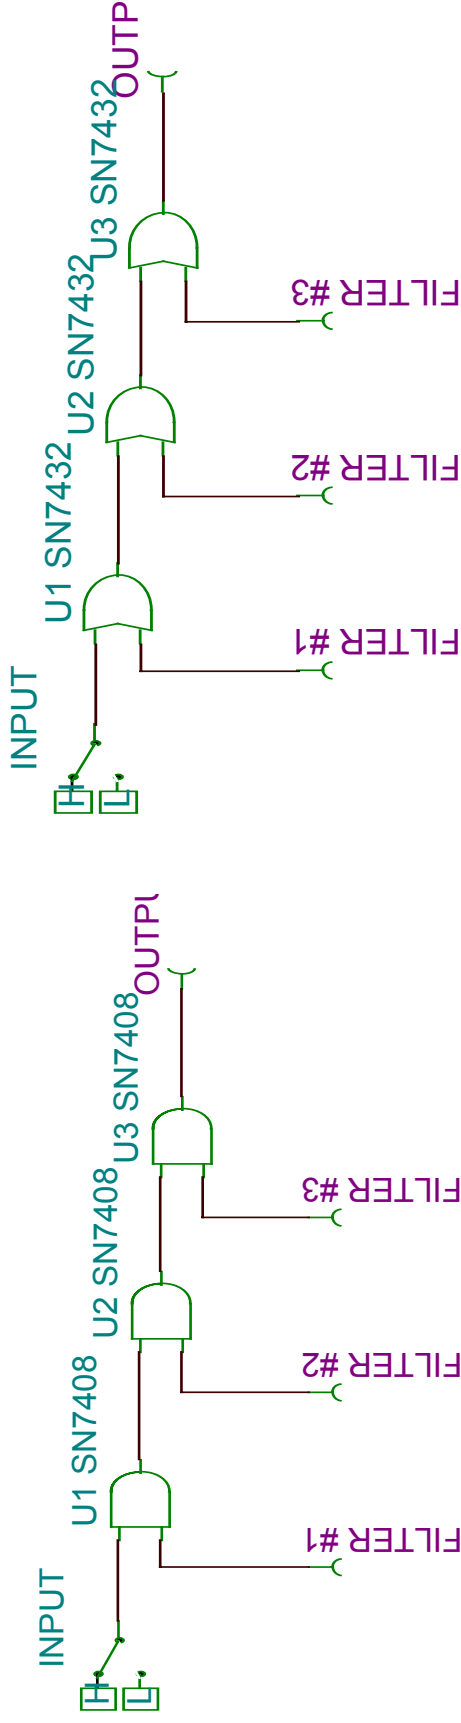 INPUT
H
L
U1 SN7432
U2 SN7432
U3 SN7432
OUTP
FILTER #1
FILTER #2
FILTER #3
INPUT
H
L
U1 SN7408
U2 SN7408
U3 SN7408
OUTPU
FILTER #1
FILTER #2
FILTER #3